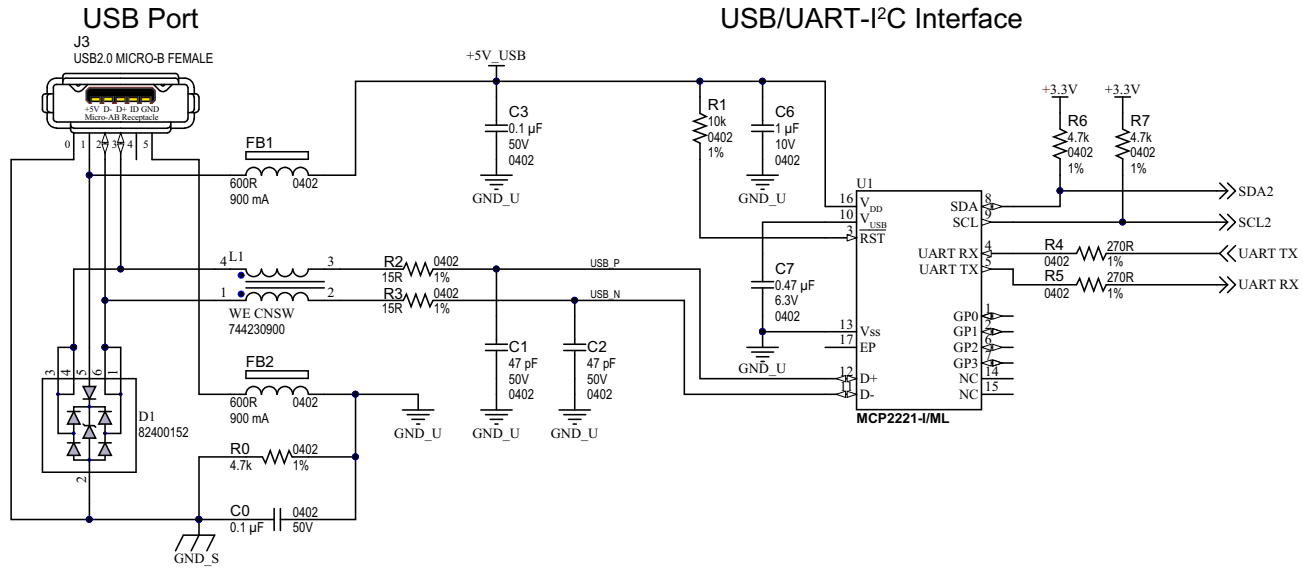 USB Port
USB/UART-I²C Interface
J3
USB2.0 MICRO-B FEMALE
+5V D- D+ ID GND
Micro-AB Receptacle
0 1 2 3 4 5
FB1
600R 0402
900 mA
+5V_USB
C3
0.1 µF
50V
0402
GND_U
R1
10k
0402
1%
C6
1 µF
10V
0402
GND_U
+3.3V
+3.3V
R6
4.7k
0402
1%
R7
4.7k
0402
1%
U1
16 VDD
10 VUSB
3 RST
13 Vss
17 EP
12 D+
11 D-
SDA 8
SCL 9
UART RX 4
UART TX 5
GP0 1
GP1 2
GP2 6
GP3 7
NC 14
NC 15
MCP2221-I/ML
SDA2
SCL2
UART TX
UART RX
R4 270R
0402 1%
R5 270R
0402 1%
C7
0.47 µF
6.3V
0402
GND_U
4 L1 3
1 2
WE CNSW
744230900
R2 0402
15R 1%
R3 0402
15R 1%
USB_P
USB_N
C1
47 pF
50V
0402
GND_U
C2
47 pF
50V
0402
GND_U
FB2
600R 0402
900 mA
GND_U
3 4 5 6 1
D1
82400152
2
R0 0402
4.7k 1%
C0 0402
0.1 µF 50V
GND_S